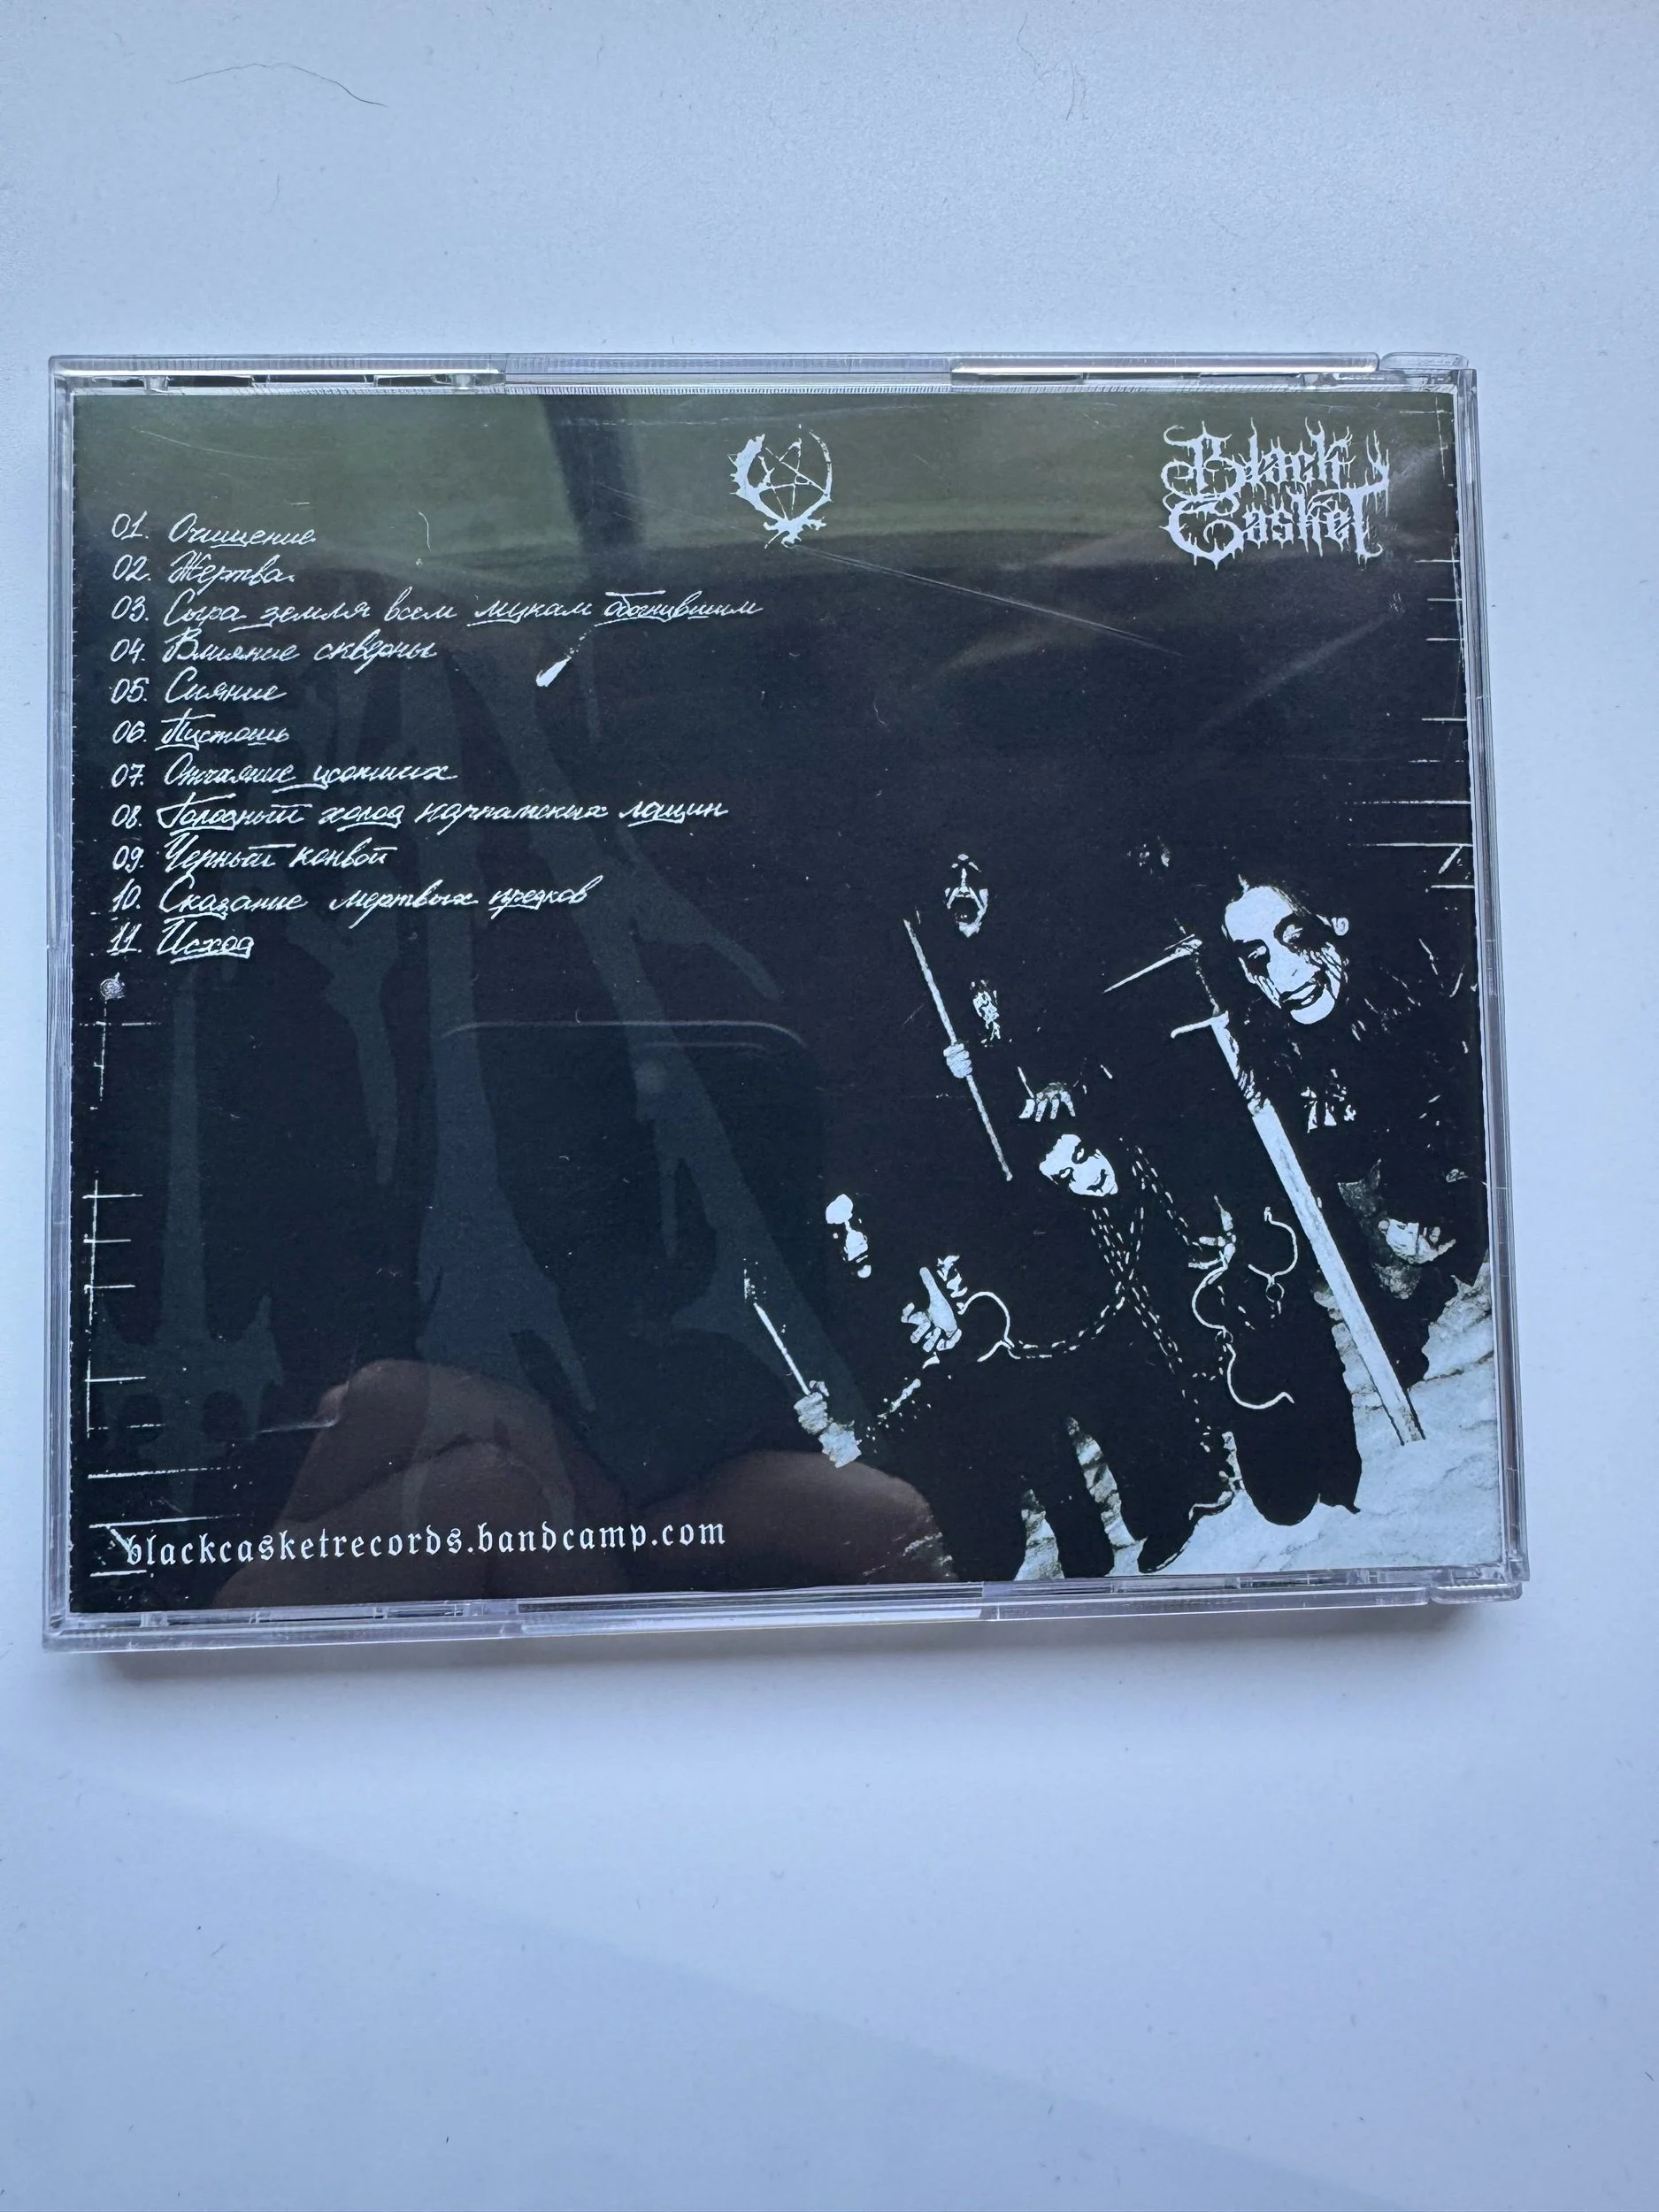 Black Casket
01. Очищение
02. Жертва
03. Сыра земля всем мукам обогнившим
04. Влияние скверны
05. Сияние
06. Пустошь
07. Отчаяние усопших
08. Голодный холод карпатских лощин
09. Черный конвой
10. Сказание мертвых предков
11. Исход
blackcasketrecords.bandcamp.com